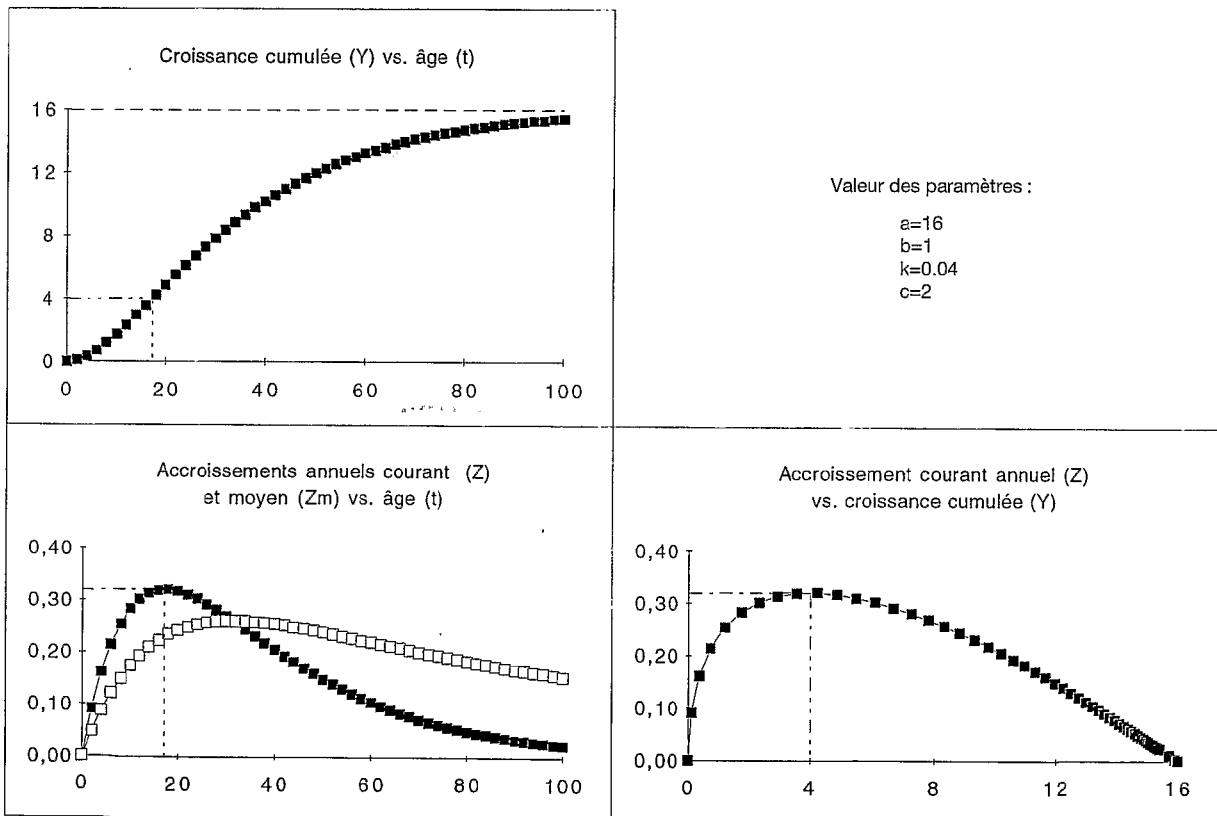 Croissance cumulée (Y) vs. âge (t)
16
12
8
4
0
0 20 40 60 80 100
Valeur des paramètres :
a=16
b=1
k=0.04
c=2
Accroissements annuels courant (Z)
et moyen (Zm) vs. âge (t)
0,40
0,30
0,20
0,10
0,00
0 20 40 60 80 100
Accroissement courant annuel (Z)
vs. croissance cumulée (Y)
0,40
0,30
0,20
0,10
0,00
0 4 8 12 16